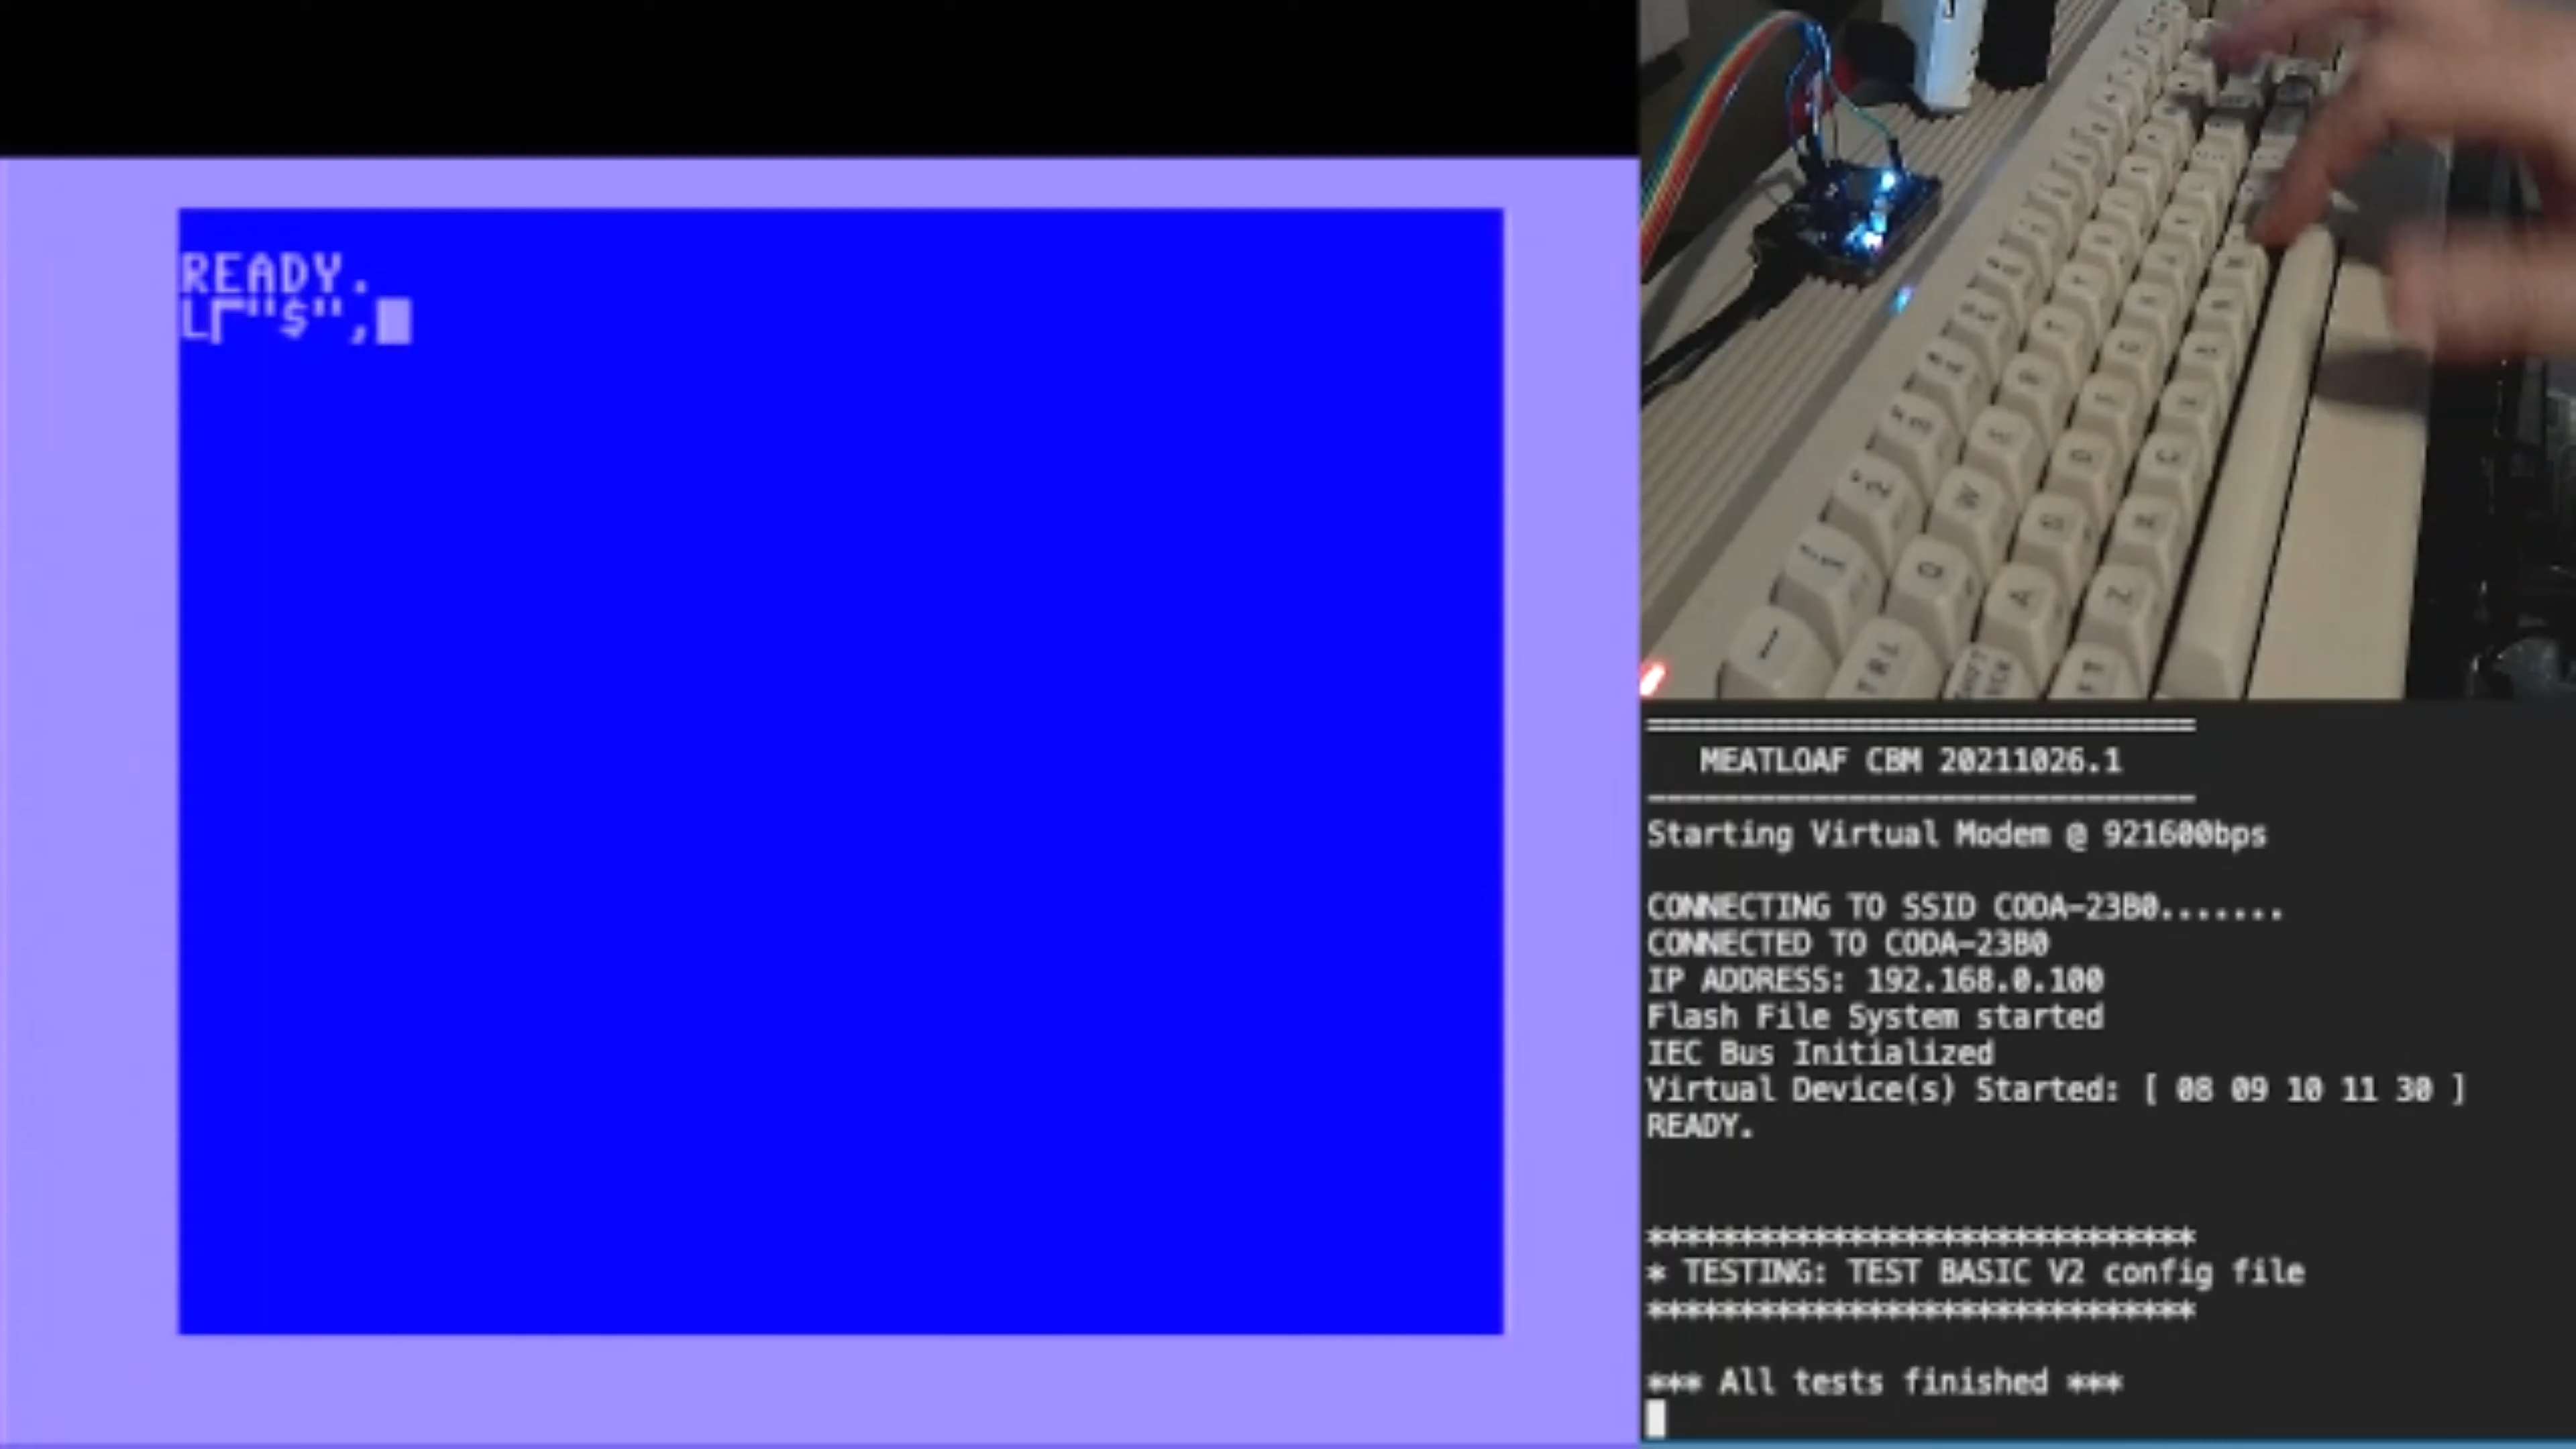 READY.
L┌"$",
==============================
MEATLOAF CBM 20211026.1
------------------------------
Starting Virtual Modem @ 921600bps
CONNECTING TO SSID CODA-23B0.......
CONNECTED TO CODA-23B0
IP ADDRESS: 192.168.0.100
Flash File System started
IEC Bus Initialized
Virtual Device(s) Started: [ 08 09 10 11 30 ]
READY.
******************************
* TESTING: TEST BASIC V2 config file
******************************
*** All tests finished ***